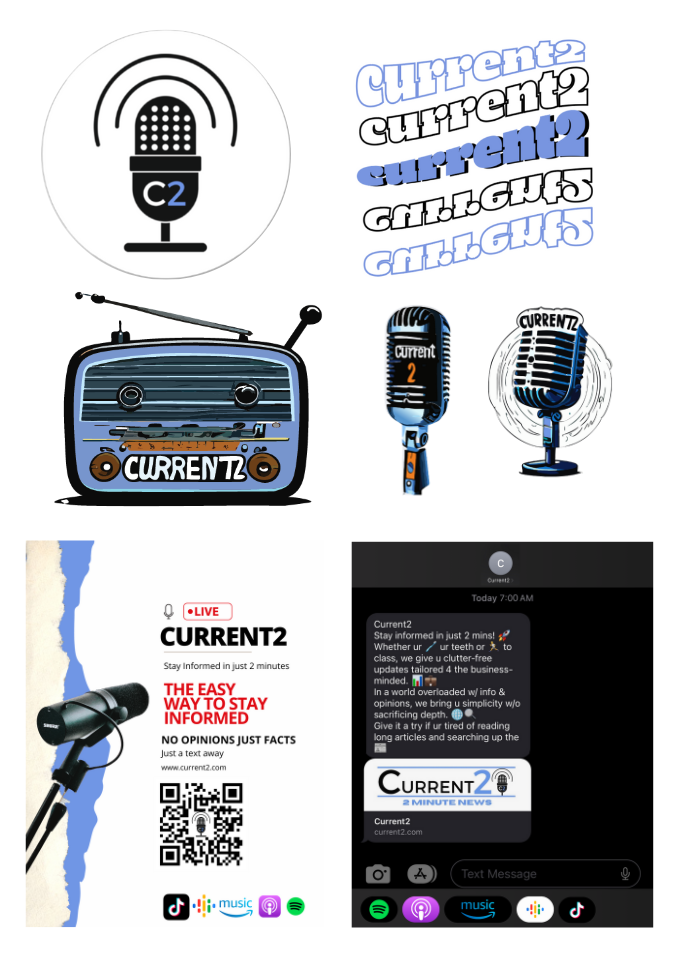 C2
Current2
current2
current2
current2
current2
CURRENT2
Current
2
CURRENT2
LIVE
CURRENT2
Stay Informed in just 2 minutes
THE EASY
WAY TO STAY
INFORMED
NO OPINIONS JUST FACTS
Just a text away
www.current2.com
SHURE
music
C
Current2
Today 7:00 AM
Current2
Stay informed in just 2 mins! 🚀
Whether ur 🪥 ur teeth or 🏃 to
class, we give u clutter-free
updates tailored 4 the business-
minded. 📊💼
In a world overloaded w/ info &
opinions, we bring u simplicity w/o
sacrificing depth. 🌐🔍
Give it a try if ur tired of reading
long articles and searching up the
📰
CURRENT2
2 MINUTE NEWS
Current2
current2.com
Text Message
music